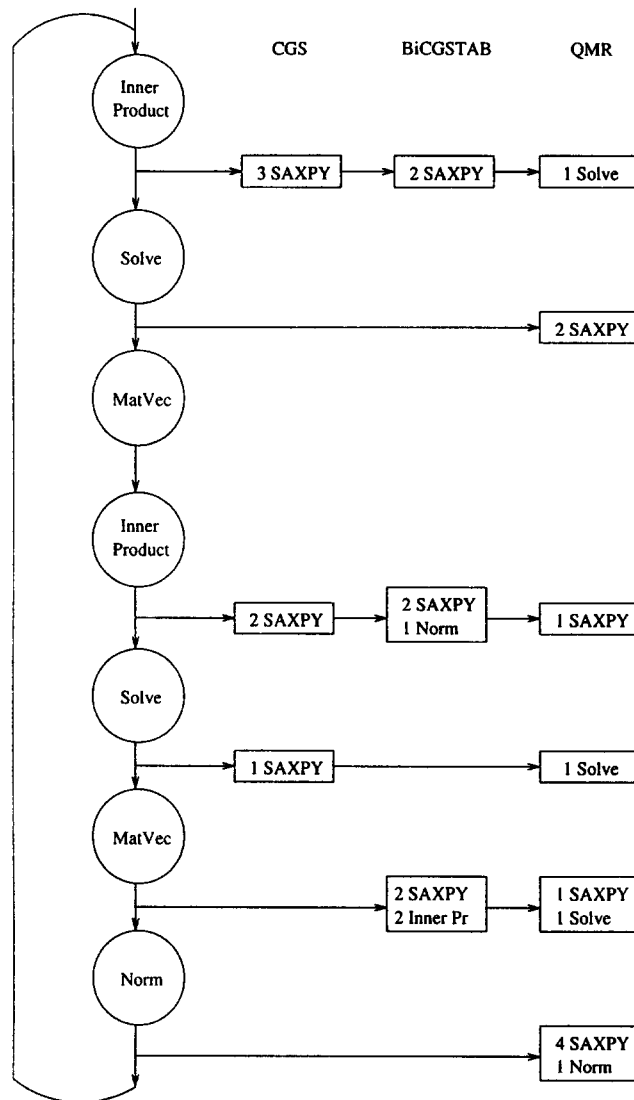 CGS BiCGSTAB QMR
Inner
Product
3 SAXPY 2 SAXPY 1 Solve
Solve
2 SAXPY
MatVec
Inner
Product
2 SAXPY
2 SAXPY
1 Norm
1 SAXPY
Solve
1 SAXPY 1 Solve
MatVec
2 SAXPY
2 Inner Pr
1 SAXPY
1 Solve
Norm
4 SAXPY
1 Norm